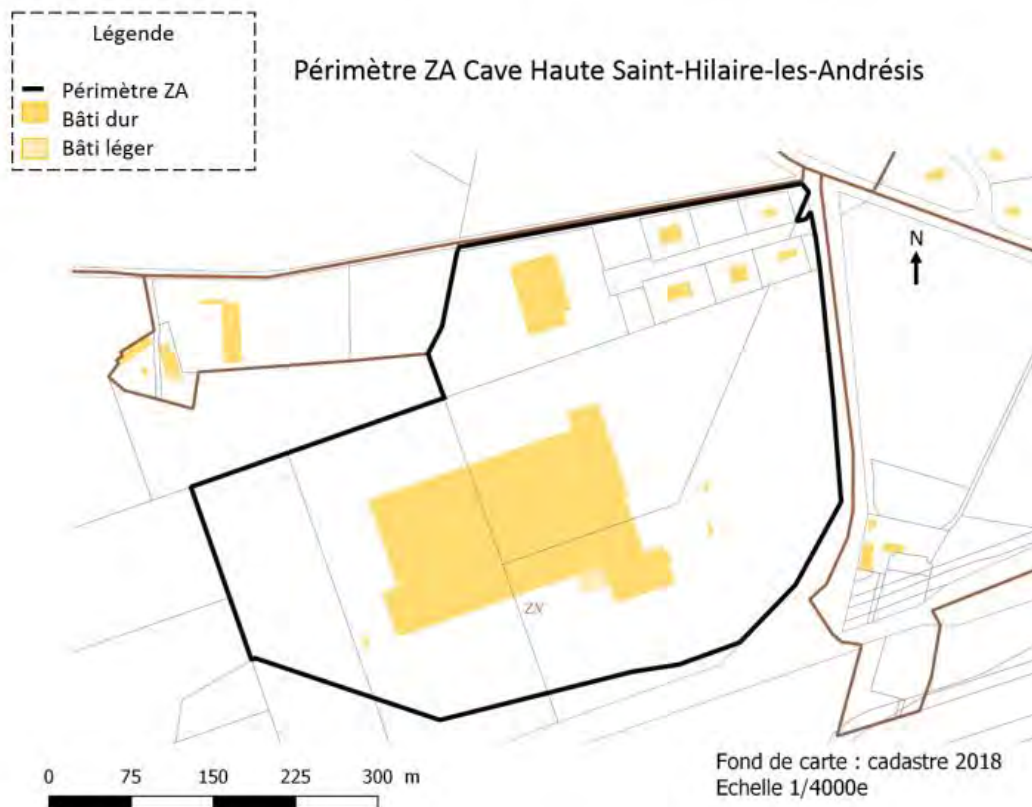 Légende
Périmètre ZA
Bâti dur
Bâti léger
Périmètre ZA Cave Haute Saint-Hilaire-les-Andrésis
N
ZN
0 75 150 225 300 m
Fond de carte : cadastre 2018
Echelle 1/4000e